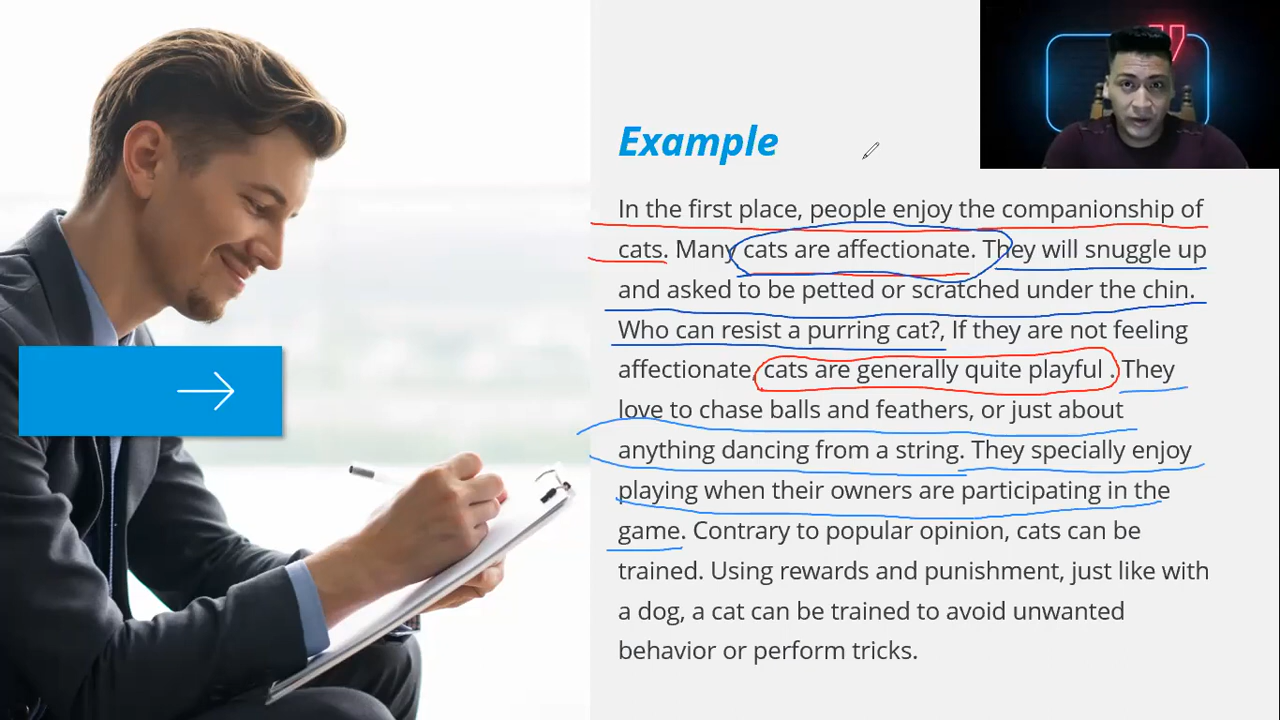 Example
In the first place, people enjoy the companionship of
cats. Many cats are affectionate. They will snuggle up
and asked to be petted or scratched under the chin.
Who can resist a purring cat?, If they are not feeling
affectionate, cats are generally quite playful . They
love to chase balls and feathers, or just about
anything dancing from a string. They specially enjoy
playing when their owners are participating in the
game. Contrary to popular opinion, cats can be
trained. Using rewards and punishment, just like with
a dog, a cat can be trained to avoid unwanted
behavior or perform tricks.